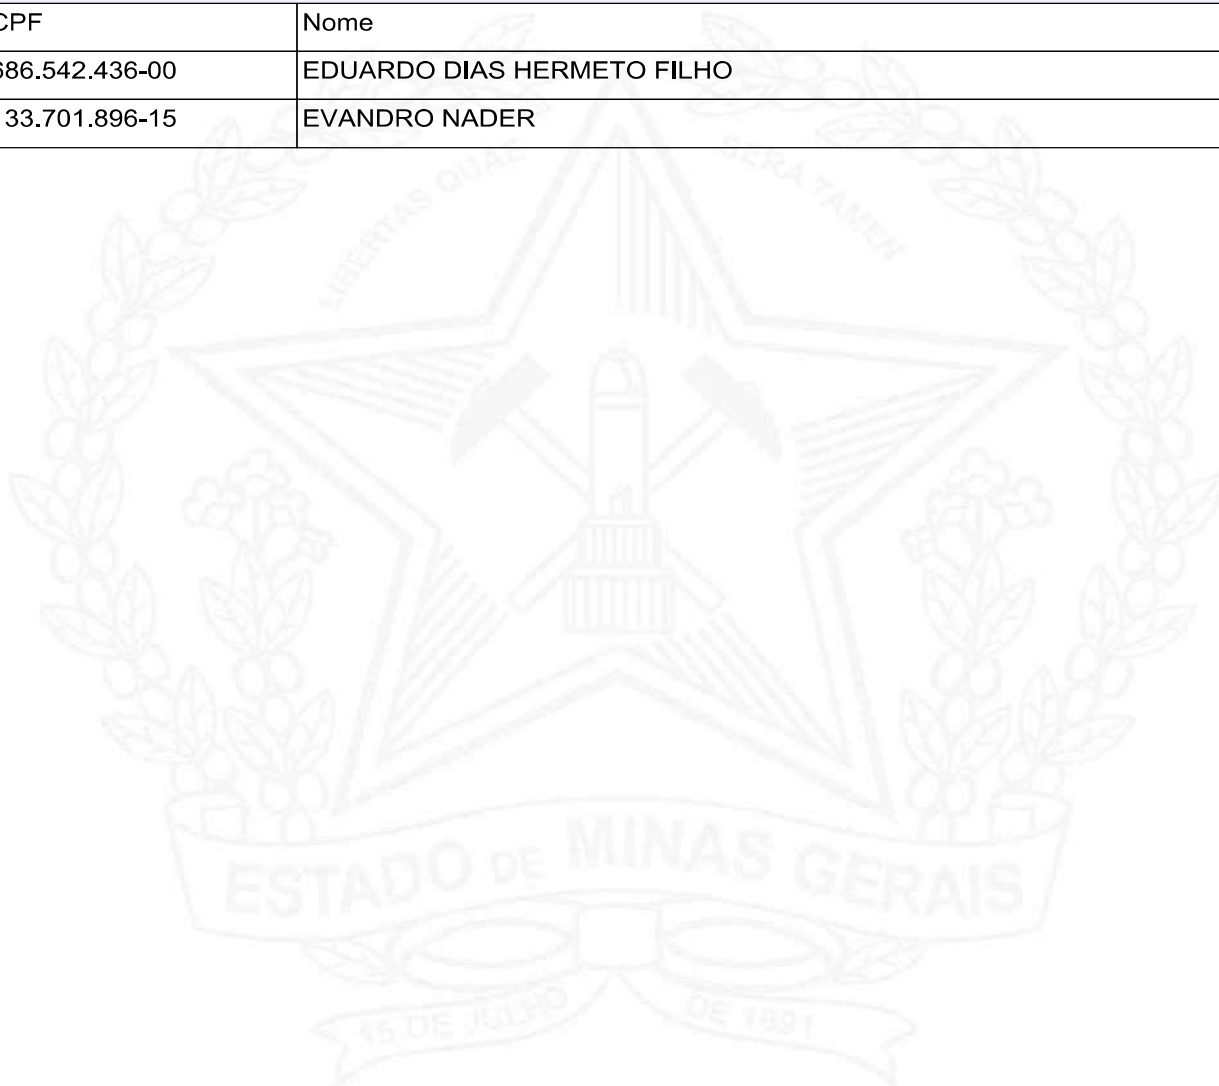 CPF Nome
686.542.436-00 EDUARDO DIAS HERMETO FILHO
33.701.896-15 EVANDRO NADER
LIBERTAS QUAE SERA TAMEN
ESTADO DE MINAS GERAIS
15 DE JULHO DE 1891